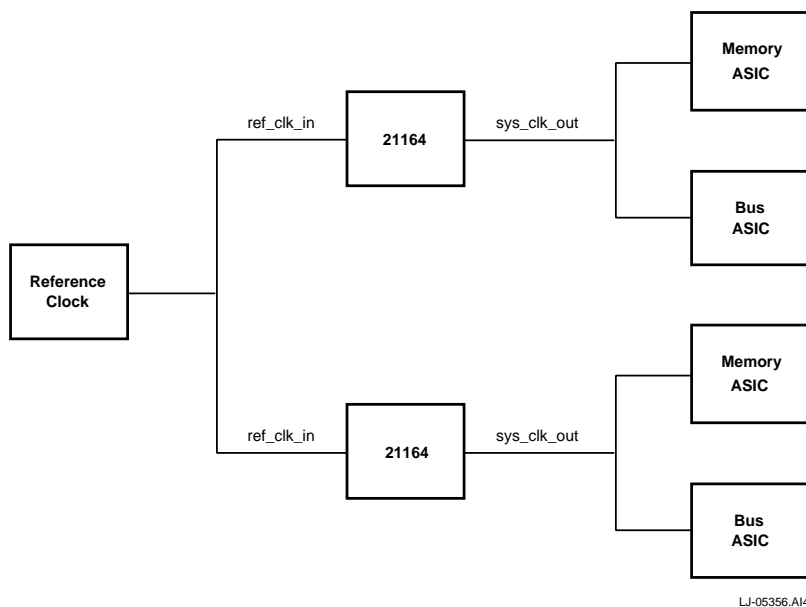 Memory
ASIC
ref_clk_in
21164
sys_clk_out
Bus
ASIC
Reference
Clock
Memory
ASIC
ref_clk_in
21164
sys_clk_out
Bus
ASIC
LJ-05356.AI4